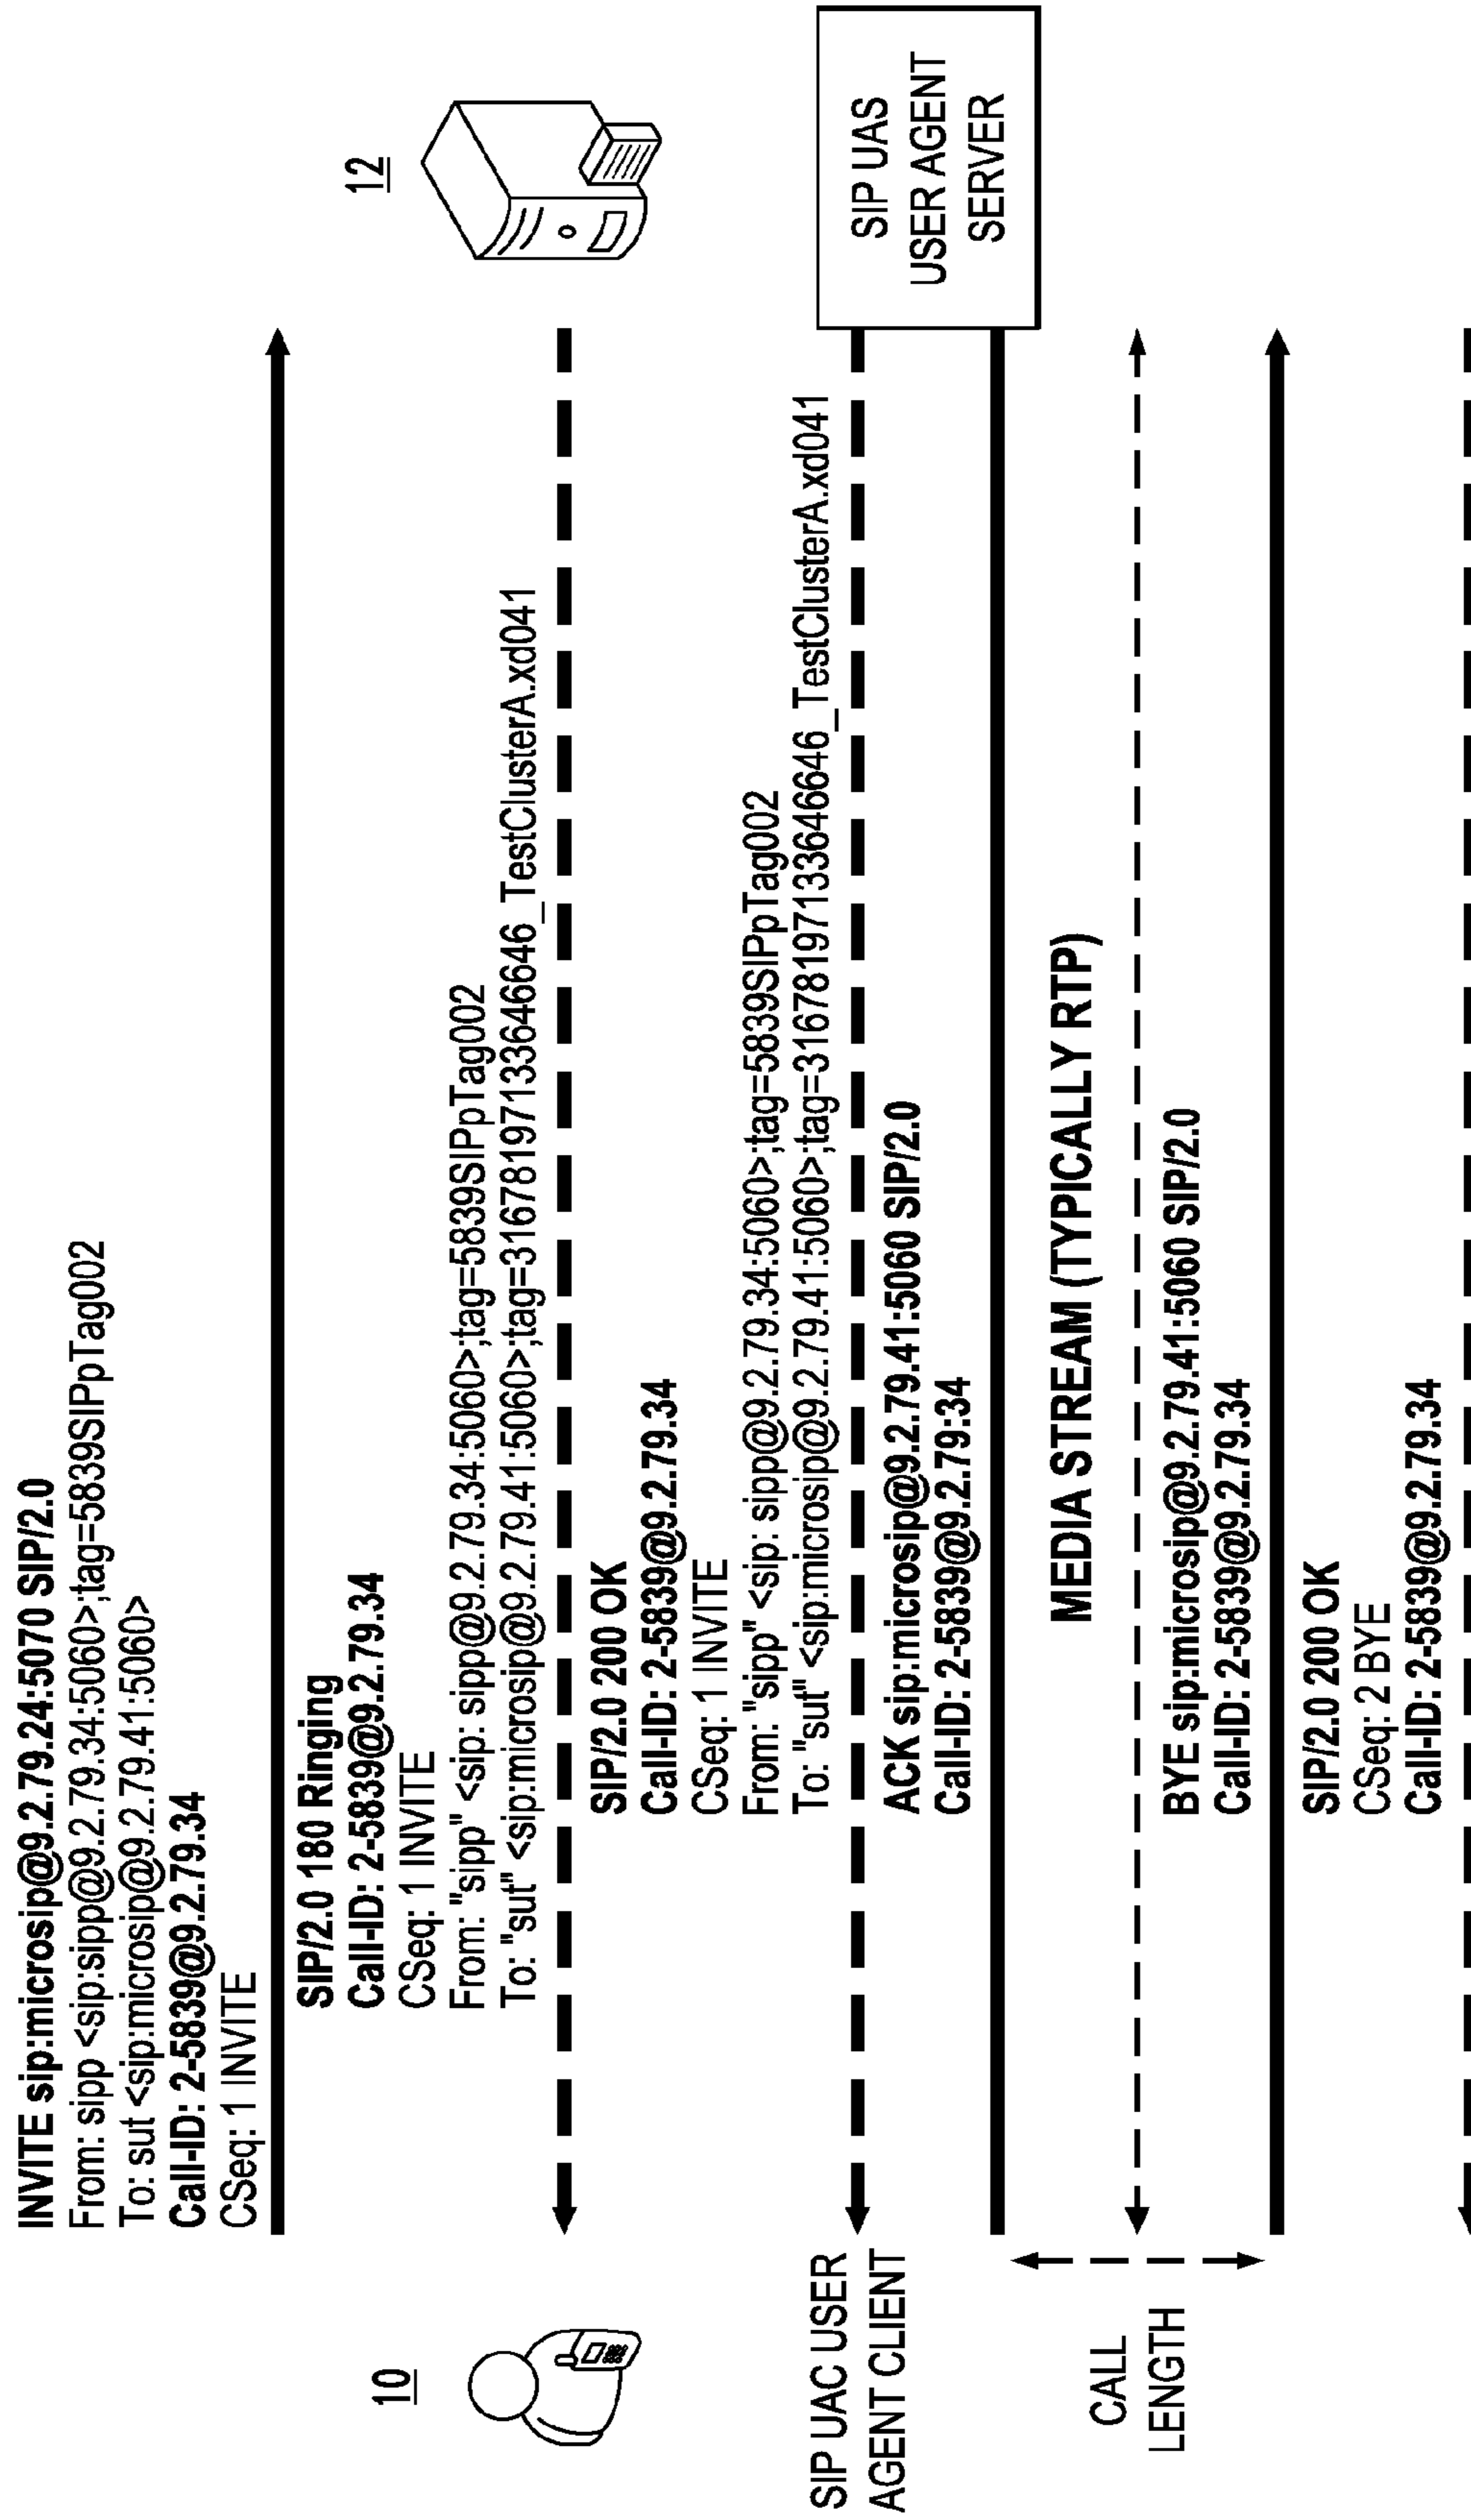 INVITE sip:microsip@9.2.79.24:5070 SIP/2.0
From: sipp <sip:sipp@9.2.79.34:5060>;tag=5839SIPpTag002
To: sut <sip:microsip@9.2.79.41:5060>
Call-ID: 2-5839@9.2.79.34
CSeq: 1 INVITE
10
12
SIP/2.0 180 Ringing
Call-ID: 2-5839@9.2.79.34
CSeq: 1 INVITE
From: "sipp" <sip: sipp@9.2.79.34:5060>;tag=5839SIPpTag002
To: "sut" <sip:microsip@9.2.79.41:5060>;tag=3167819713364646_TestClusterA.xd041
SIP/2.0 200 OK
Call-ID: 2-5839@9.2.79.34
CSeq: 1 INVITE
From: "sipp" <sip: sipp@9.2.79.34:5060>;tag=5839SIPpTag002
To: "sut" <sip:microsip@9.2.79.41:5060>;tag=3167819713364646_TestClusterA.xd041
SIP UAC USER
AGENT CLIENT
SIP UAS
USER AGENT
SERVER
ACK sip:microsip@9.2.79.41:5060 SIP/2.0
Call-ID: 2-5839@9.2.79:34
MEDIA STREAM (TYPICALLY RTP)
CALL
LENGTH
BYE sip:microsip@9.2.79.41:5060 SIP/2.0
Call-ID: 2-5839@9.2.79.34
SIP/2.0 200 OK
CSeq: 2 BYE
Call-ID: 2-5839@9.2.79.34